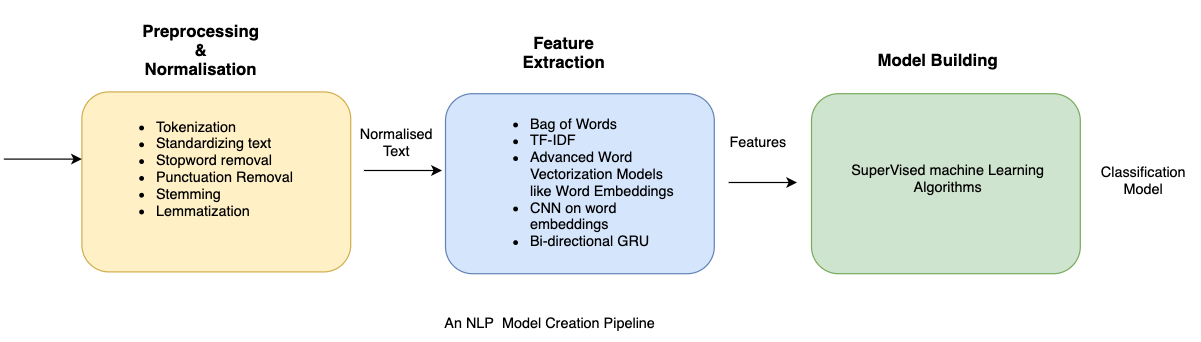 Preprocessing
&
Normalisation
Feature
Extraction
Model Building
• Tokenization
• Standardizing text
• Stopword removal
• Punctuation Removal
• Stemming
• Lemmatization
Normalised
Text
• Bag of Words
• TF-IDF
• Advanced Word
Vectorization Models
like Word Embeddings
• CNN on word
embeddings
• Bi-directional GRU
Features
SuperVised machine Learning
Algorithms
Classification
Model
An NLP  Model Creation Pipeline